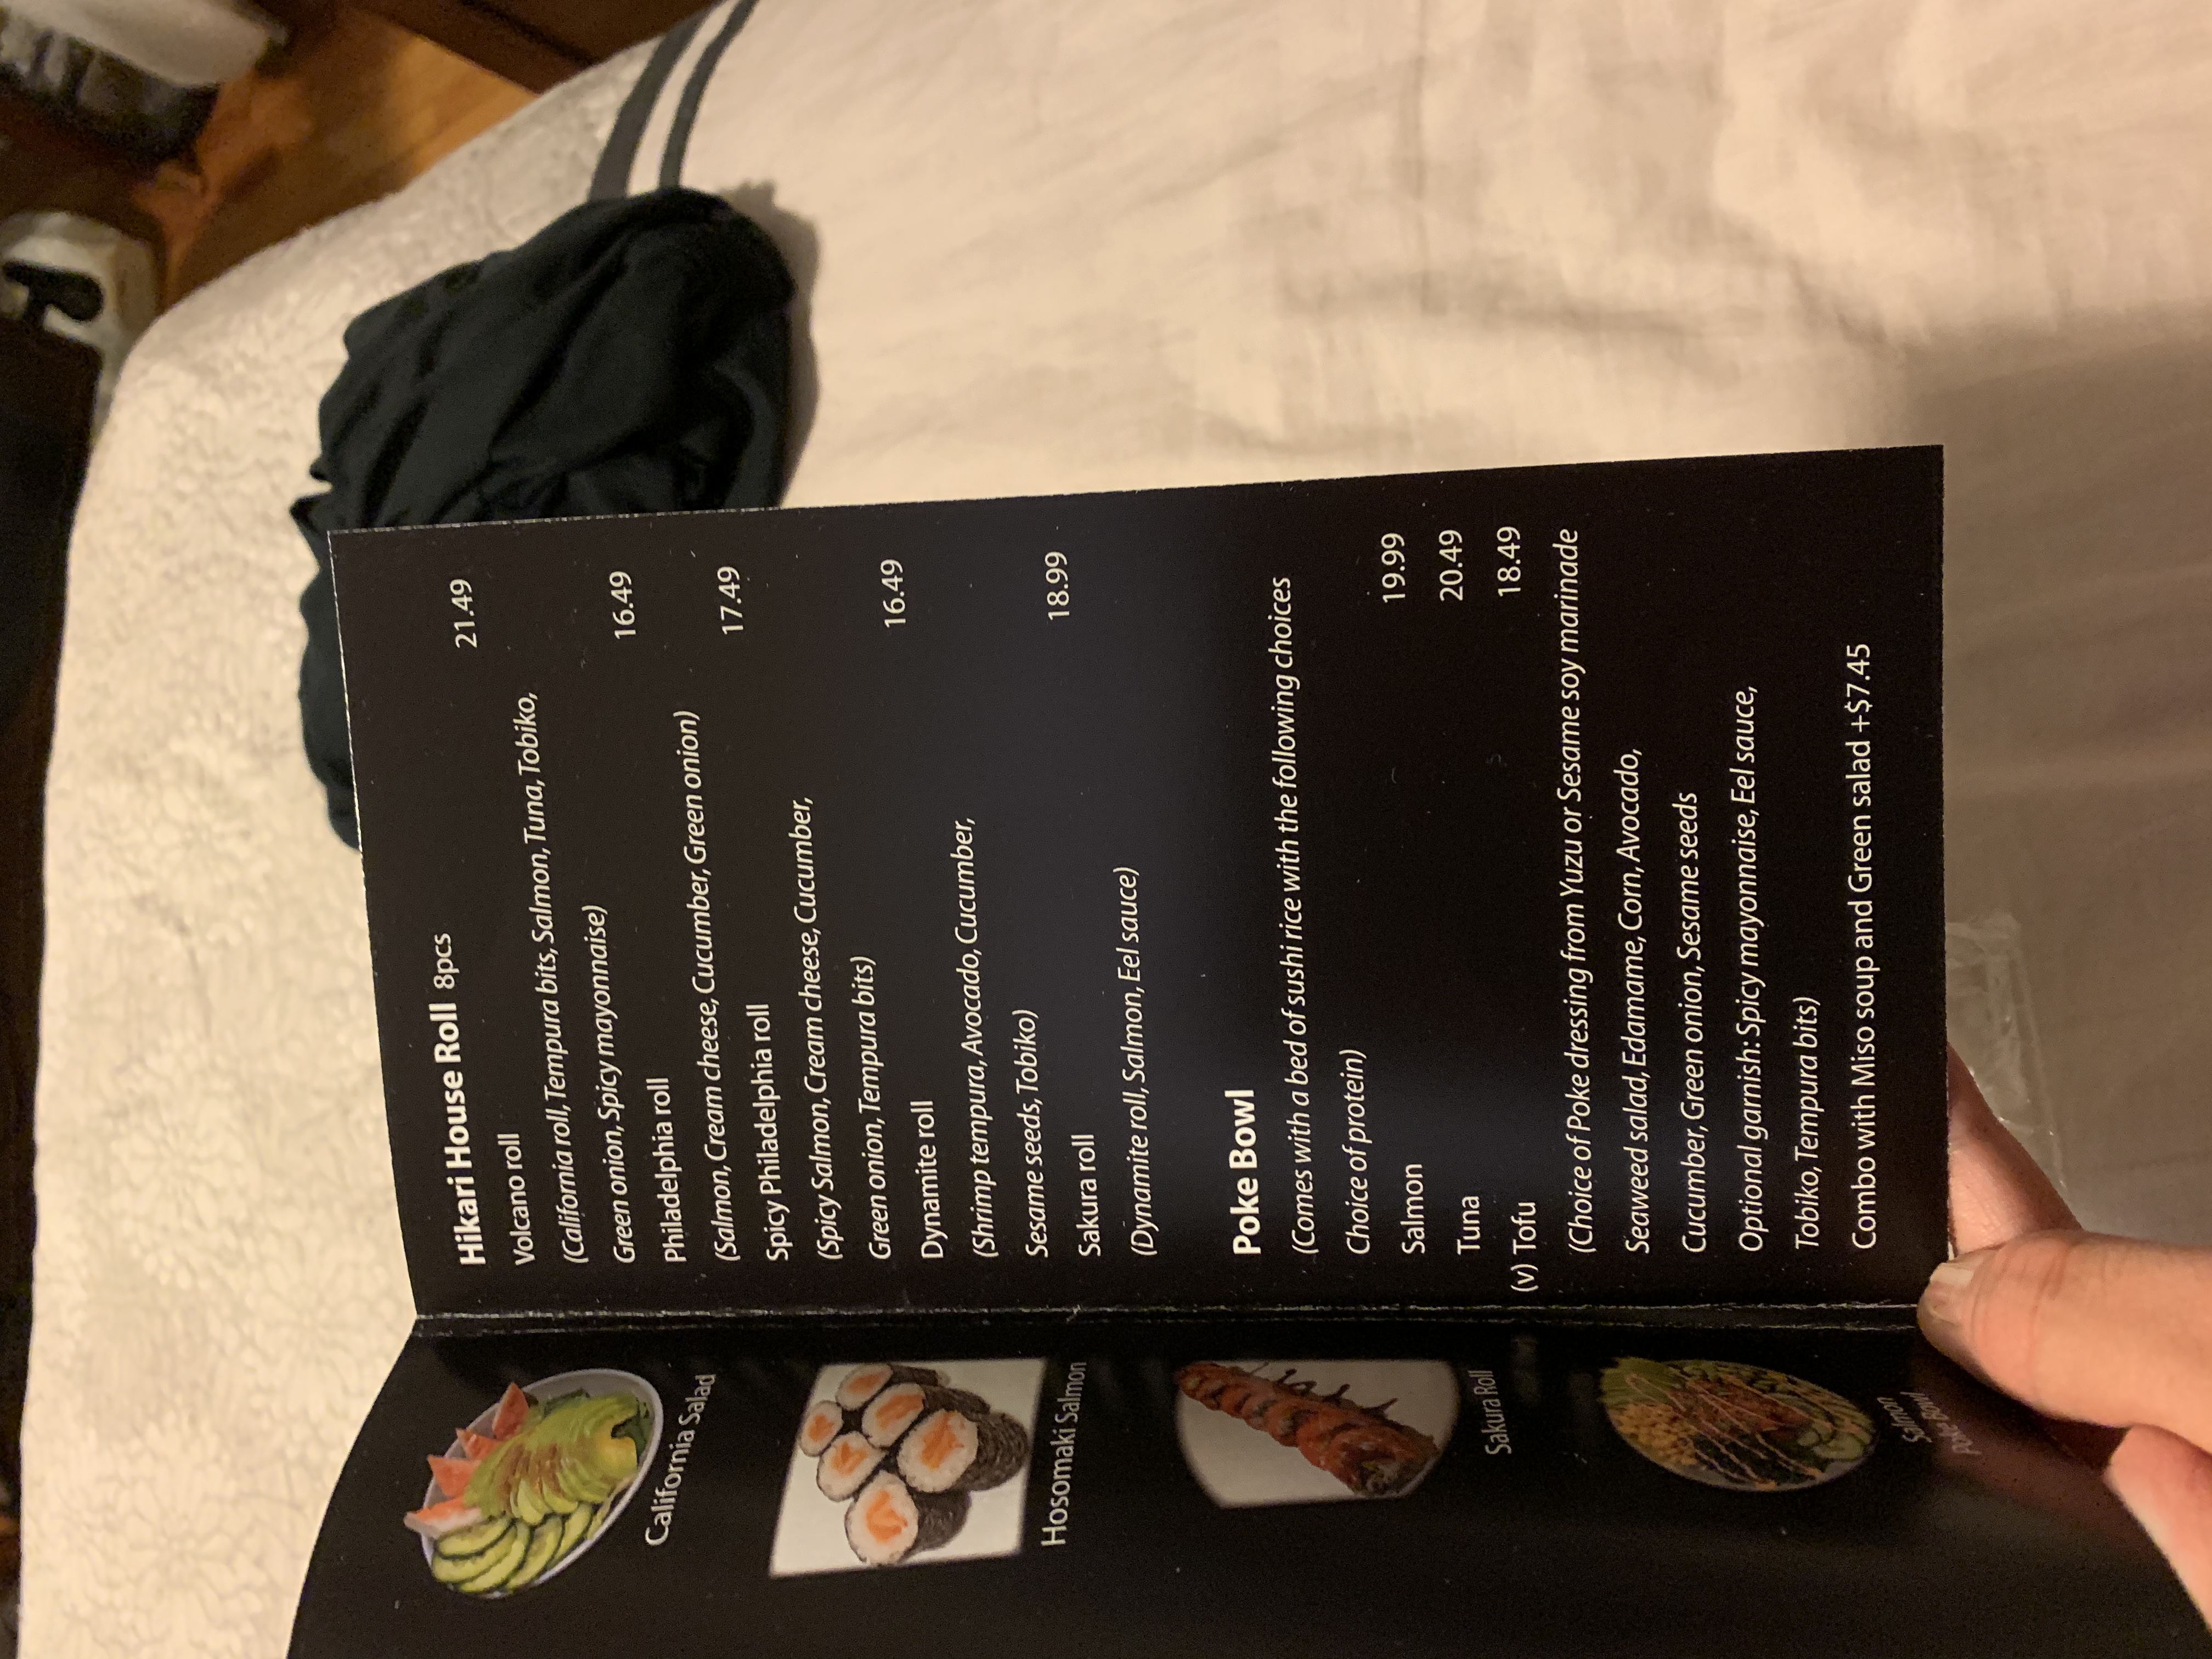 California Salad
Hosomaki Salmon
Sakura Roll
Salmon
Poke Bowl
Hikari House Roll 8pcs
Volcano roll 21.49
(California roll, Tempura bits, Salmon, Tuna, Tobiko,
Green onion, Spicy mayonnaise)
Philadelphia roll 16.49
(Salmon, Cream cheese, Cucumber, Green onion)
Spicy Philadelphia roll 17.49
(Spicy Salmon, Cream cheese, Cucumber,
Green onion, Tempura bits)
Dynamite roll 16.49
(Shrimp tempura, Avocado, Cucumber,
Sesame seeds, Tobiko)
Sakura roll 18.99
(Dynamite roll, Salmon, Eel sauce)
Poke Bowl
(Comes with a bed of sushi rice with the following choices
Choice of protein)
Salmon 19.99
Tuna 20.49
(v) Tofu 18.49
(Choice of Poke dressing from Yuzu or Sesame soy marinade
Seaweed salad, Edamame, Corn, Avocado,
Cucumber, Green onion, Sesame seeds
Optional garnish: Spicy mayonnaise, Eel sauce,
Tobiko, Tempura bits)
Combo with Miso soup and Green salad +$7.45